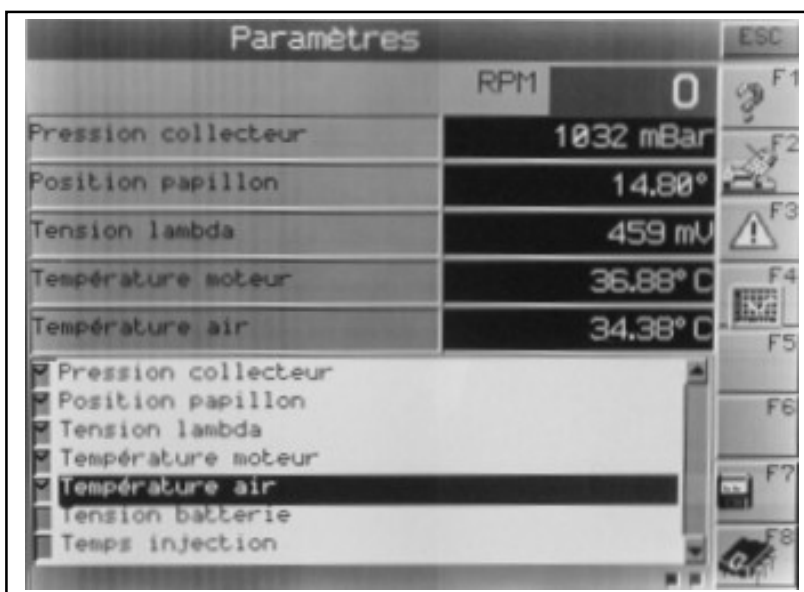 Paramètres
ESC
RPM 0
F1
Pression collecteur 1032 mBar
F2
Position papillon 14.80°
Tension lambda 459 mV
F3
Température moteur 36.88° C
F4
Température air 34.38° C
F5
Pression collecteur
Position papillon
F6
Tension lambda
Température moteur
Température air
F7
Tension batterie
Temps injection
F8